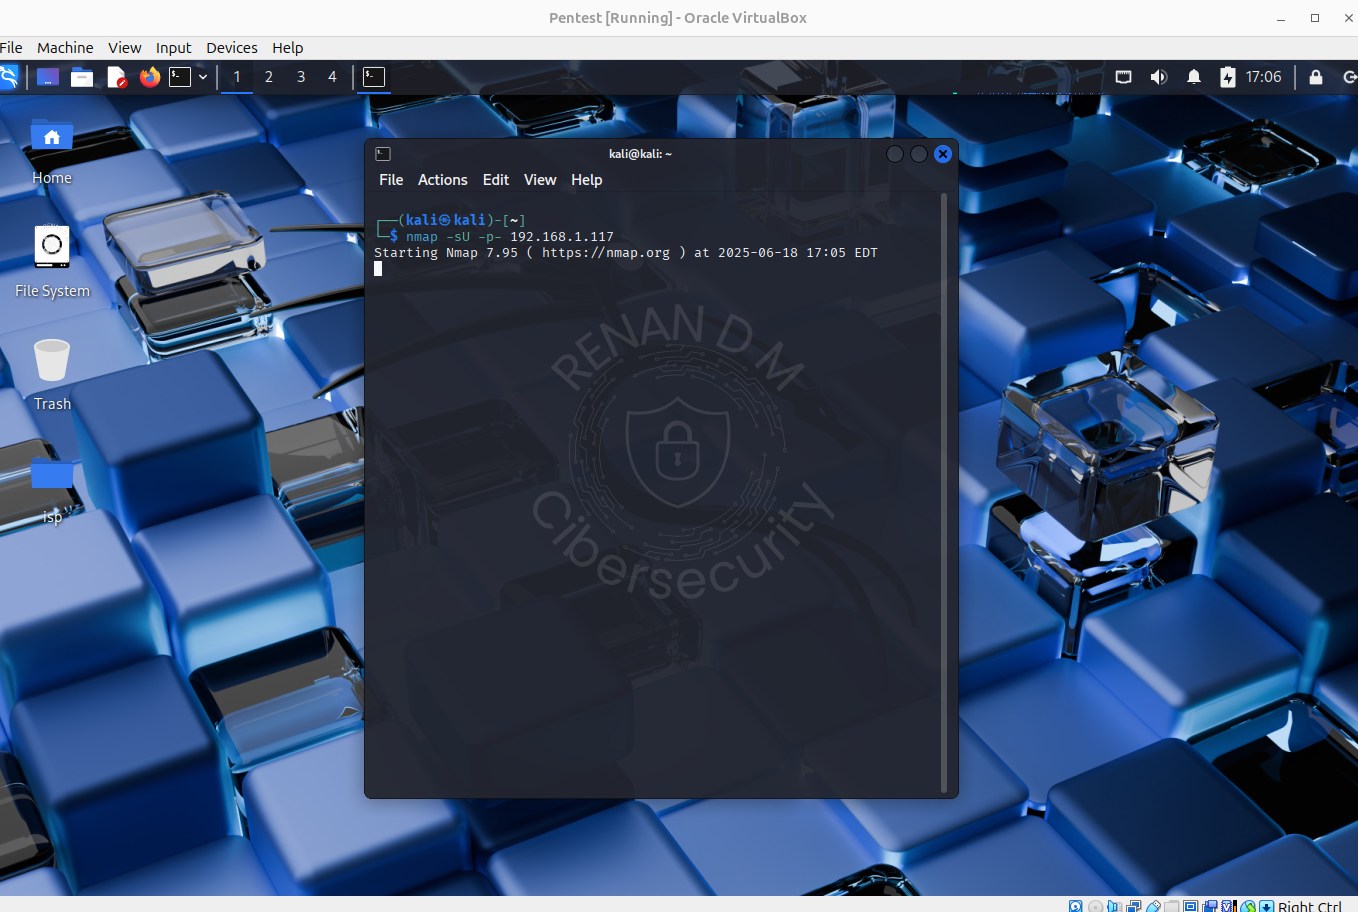 Pentest [Running] - Oracle VirtualBox
File Machine View Input Devices Help
1 2 3 4 17:06
Home
File System
Trash
isp
kali@kali: ~
File Actions Edit View Help
┌──(kali㉿kali)-[~]
└─$ nmap -sU -p- 192.168.1.117
Starting Nmap 7.95 ( https://nmap.org ) at 2025-06-18 17:05 EDT
RENAN D M
Cibersecurity
Right Ctrl